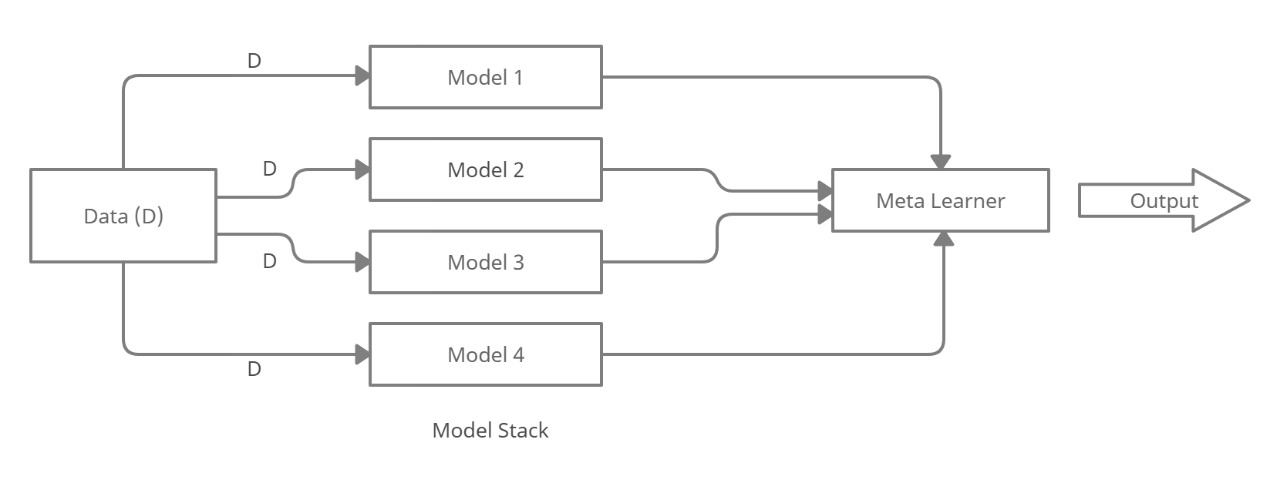 D
Model 1
D
Model 2
Data (D)
Meta Learner
Output
D
Model 3
Model 4
D
Model Stack